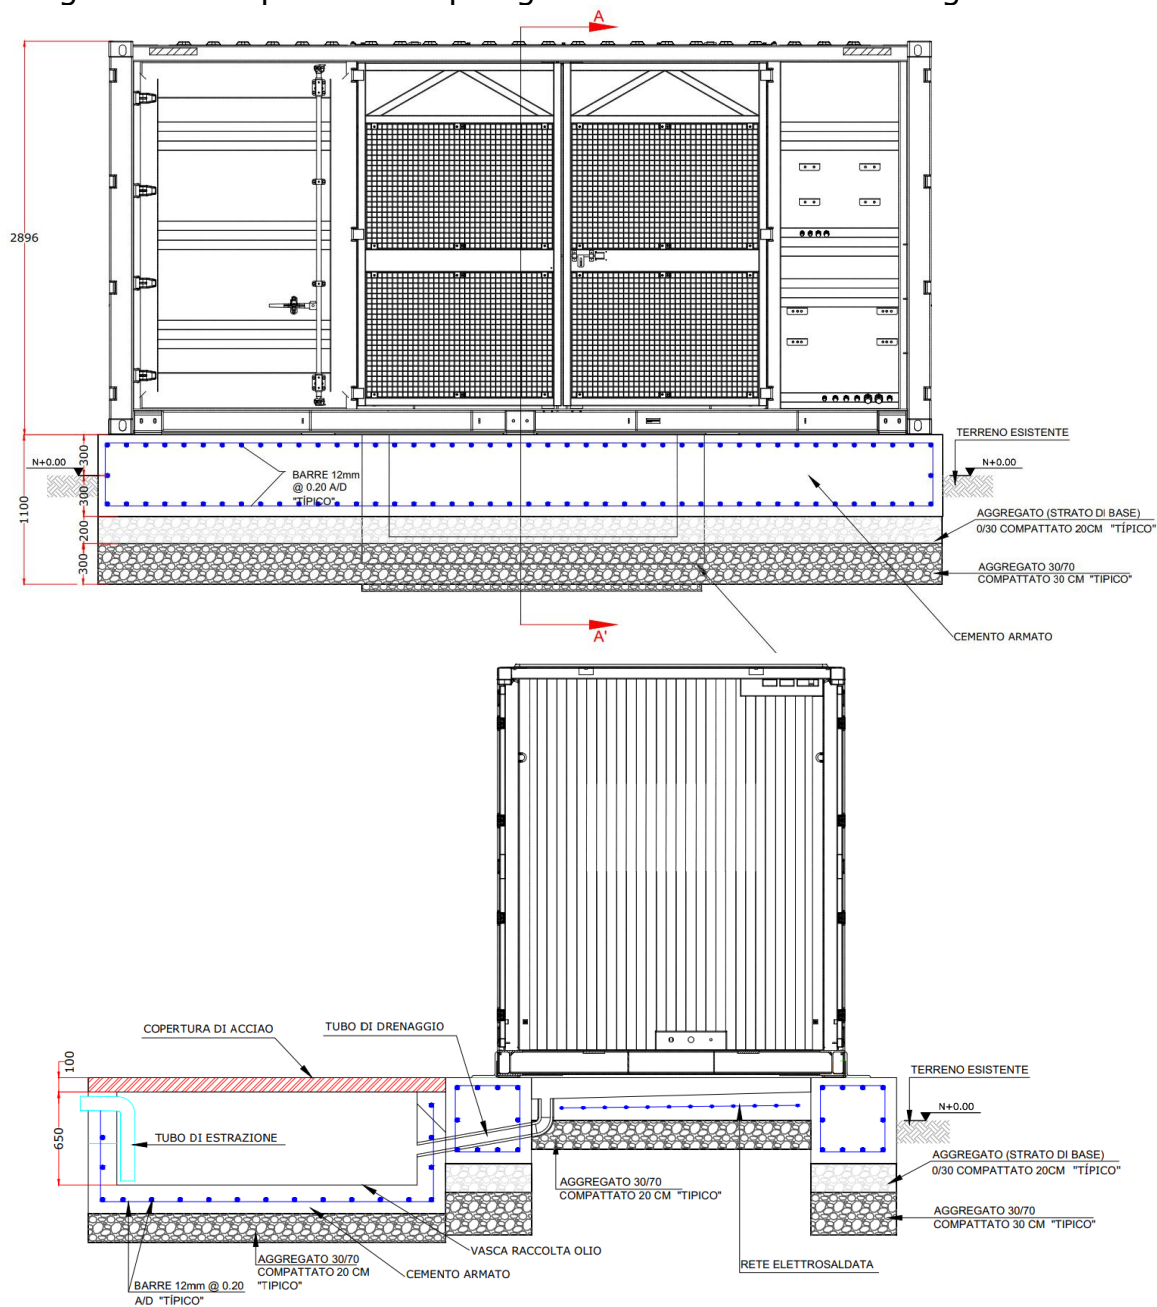 A
2896
300
N+0.00
BARRE 12mm
@ 0.20 A/D
"TÍPICO"
TERRENO ESISTENTE
N+0.00
300
1100
200
300
AGGREGATO (STRATO DI BASE)
0/30 COMPATTATO 20CM "TÍPICO"
AGGREGATO 30/70
COMPATTATO 30 CM "TIPICO"
A'
CEMENTO ARMATO
COPERTURA DI ACCIAO
TUBO DI DRENAGGIO
100
TERRENO ESISTENTE
N+0.00
650
TUBO DI ESTRAZIONE
AGGREGATO (STRATO DI BASE)
0/30 COMPATTATO 20CM "TÍPICO"
AGGREGATO 30/70
COMPATTATO 20 CM "TIPICO"
AGGREGATO 30/70
COMPATTATO 30 CM "TIPICO"
VASCA RACCOLTA OLIO
AGGREGATO 30/70
COMPATTATO 20 CM
"TIPICO"
CEMENTO ARMATO
RETE ELETTROSALDATA
BARRE 12mm @ 0.20
A/D "TÍPICO"